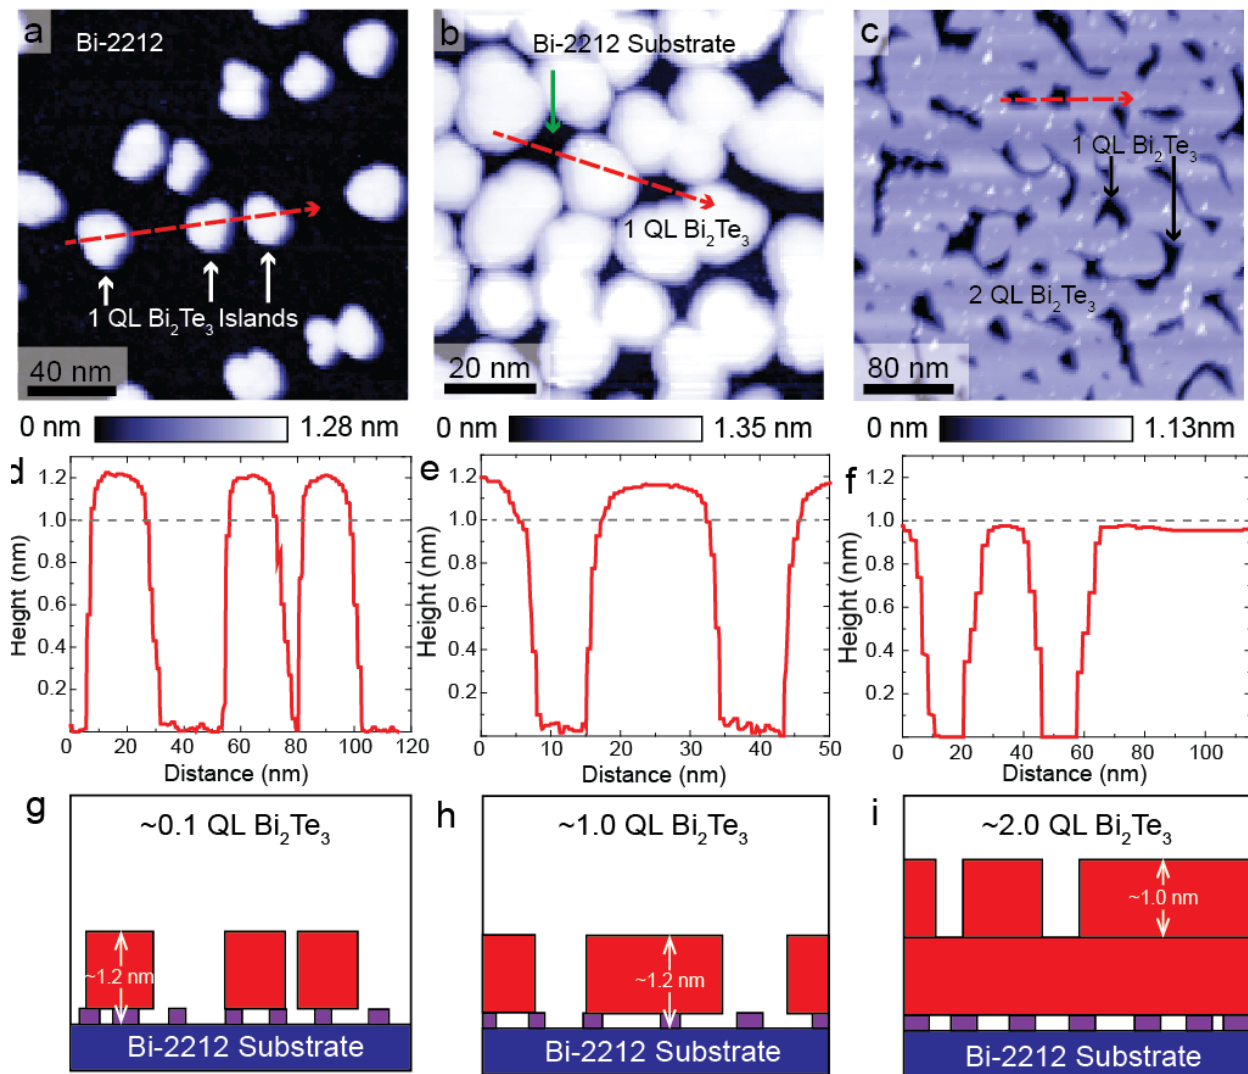 a
Bi-2212
1 QL Bi₂Te₃ Islands
40 nm
b
Bi-2212 Substrate
1 QL Bi₂Te₃
20 nm
c
1 QL Bi₂Te₃
2 QL Bi₂Te₃
80 nm
0 nm 1.28 nm
0 nm 1.35 nm
0 nm 1.13nm
d
1.2
1.0
0.8
0.6
0.4
0.2
Height (nm)
0 20 40 60 80 100 120
Distance (nm)
e
1.2
1.0
0.8
0.6
0.4
0.2
Height (nm)
0 10 20 30 40 50
Distance (nm)
f
1.2
1.0
0.8
0.6
0.4
0.2
Height (nm)
0 20 40 60 80 100
Distance (nm)
g
~0.1 QL Bi₂Te₃
~1.2 nm
Bi-2212 Substrate
h
~1.0 QL Bi₂Te₃
~1.2 nm
Bi-2212 Substrate
i
~2.0 QL Bi₂Te₃
~1.0 nm
Bi-2212 Substrate